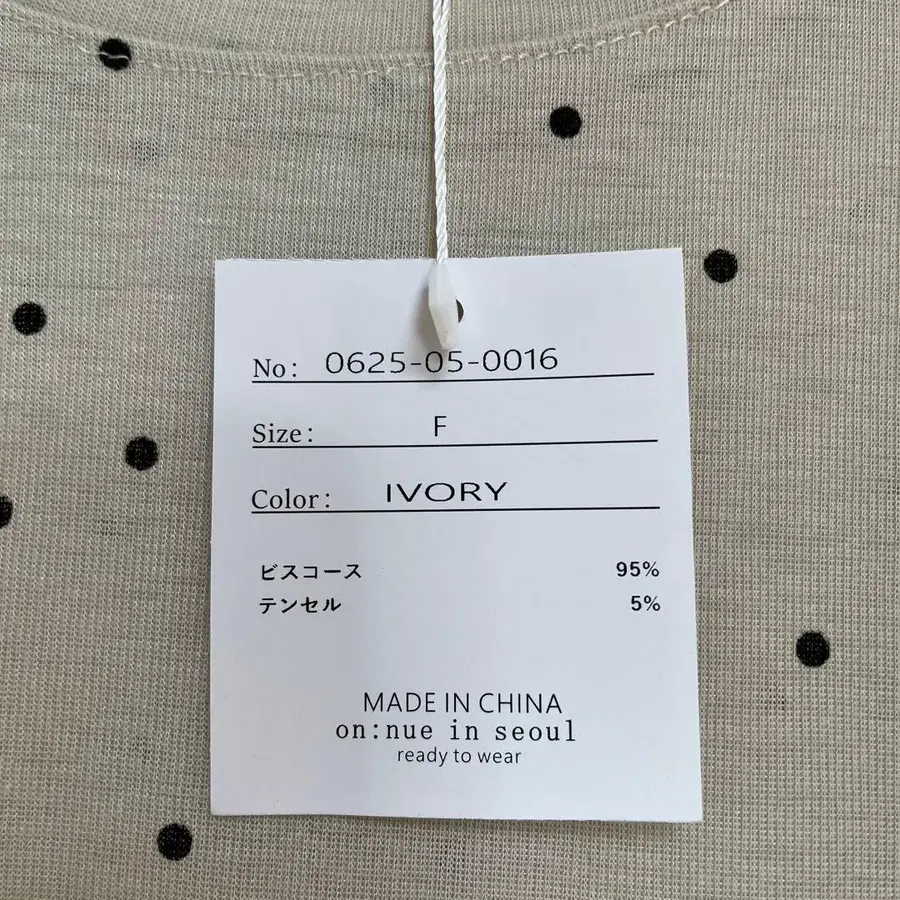 No: 0625-05-0016
Size: F
Color: IVORY
ビスコース 95%
テンセル 5%
MADE IN CHINA
on:nue in seoul
ready to wear